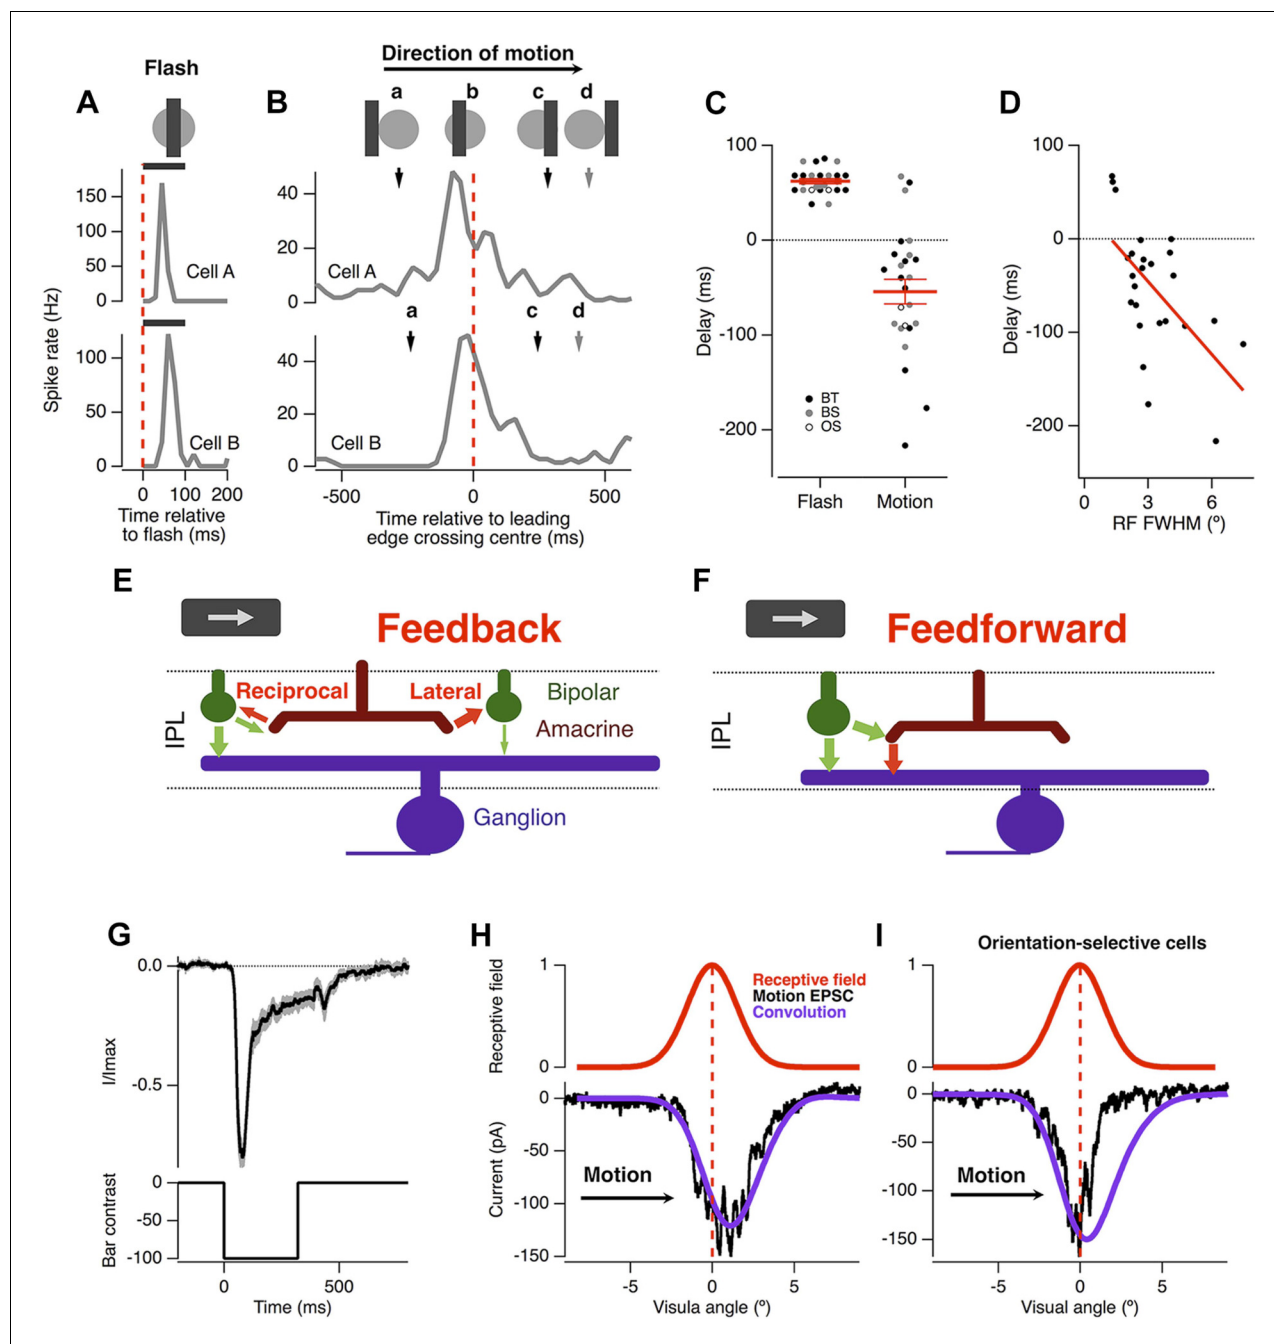 Direction of motion
Flash
A
B
a
b
c
d
C
D
Spike rate (Hz)
150
100
50
0
Cell A
40
20
0
Cell A
100
50
0
Cell B
a
c
d
40
20
0
Cell B
0
100
200
Time relative
to flash (ms)
-500
0
500
Time relative to leading
edge crossing centre (ms)
Delay (ms)
100
0
-100
-200
BT
BS
OS
Flash
Motion
Delay (ms)
100
0
-100
-200
0
3
6
RF FWHM (º)
E
Feedback
Reciprocal
Lateral
Bipolar
Amacrine
IPL
Ganglion
F
Feedforward
IPL
G
I/Imax
0.0
-0.5
Bar contrast
0
-50
-100
0
500
Time (ms)
H
Receptive field
1
0
Receptive field
Motion EPSC
Convolution
Current (pA)
0
-50
-100
-150
Motion
-5
0
5
Visula angle (º)
I
Orientation-selective cells
1
0
0
-50
-100
-150
Motion
-5
0
5
Visual angle (º)